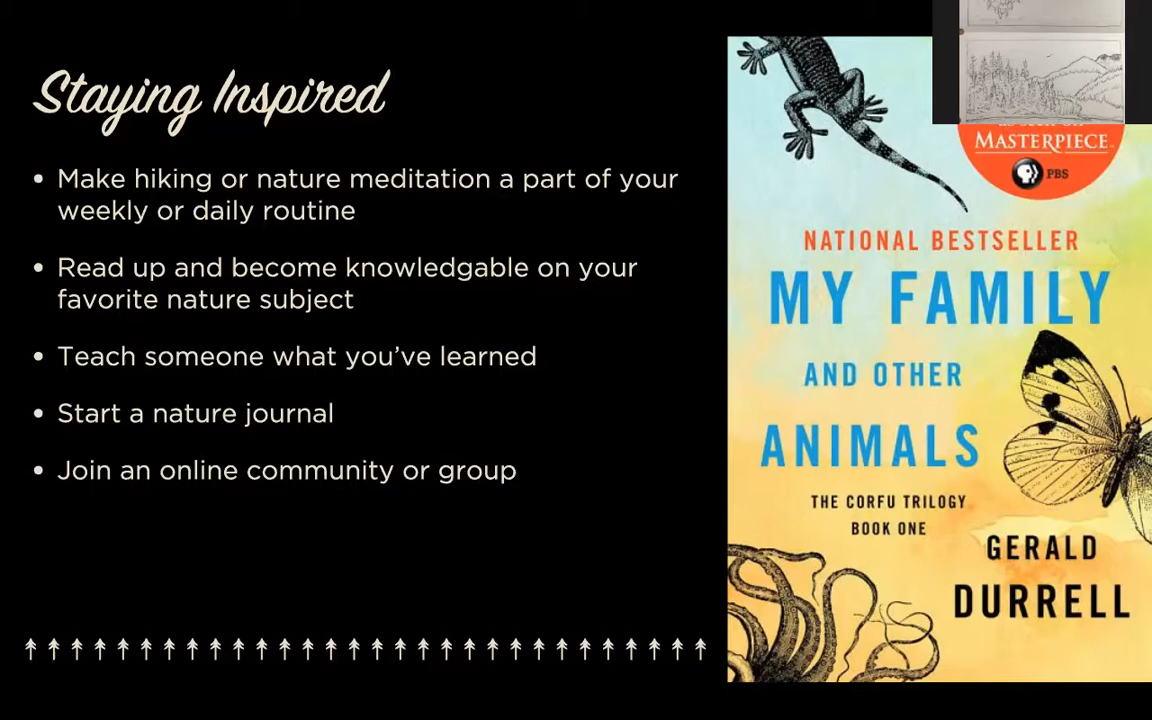 Staying Inspired
• Make hiking or nature meditation a part of your
weekly or daily routine
• Read up and become knowledgable on your
favorite nature subject
• Teach someone what you’ve learned
• Start a nature journal
• Join an online community or group
MASTERPIECE
PBS
NATIONAL BESTSELLER
MY FAMILY
AND OTHER
ANIMALS
THE CORFU TRILOGY
BOOK ONE
GERALD
DURRELL